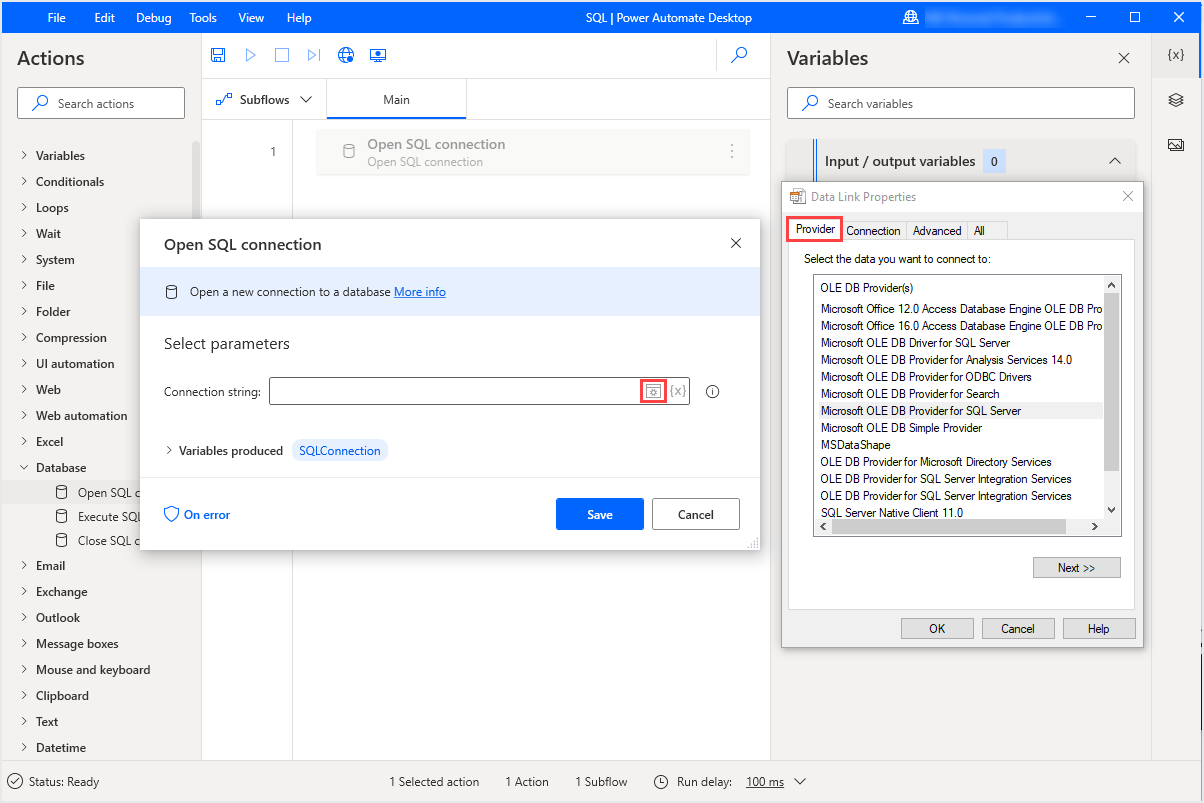 File Edit Debug Tools View Help
SQL | Power Automate Desktop
Actions
Search actions
Variables
Conditionals
Loops
Wait
System
File
Folder
Compression
UI automation
Web
Web automation
Excel
Database
Open SQL c
Execute SQL
Close SQL c
Email
Exchange
Outlook
Message boxes
Mouse and keyboard
Clipboard
Text
Datetime
Subflows
Main
1
Open SQL connection
Open SQL connection
Open SQL connection
Open a new connection to a database More info
Select parameters
Connection string:
{x}
Variables produced SQLConnection
On error
Save
Cancel
Variables
{x}
Search variables
Input / output variables 0
Data Link Properties
Provider Connection Advanced All
Select the data you want to connect to:
OLE DB Provider(s)
Microsoft Office 12.0 Access Database Engine OLE DB Pro
Microsoft Office 16.0 Access Database Engine OLE DB Pro
Microsoft OLE DB Driver for SQL Server
Microsoft OLE DB Provider for Analysis Services 14.0
Microsoft OLE DB Provider for ODBC Drivers
Microsoft OLE DB Provider for Search
Microsoft OLE DB Provider for SQL Server
Microsoft OLE DB Simple Provider
MSDataShape
OLE DB Provider for Microsoft Directory Services
OLE DB Provider for SQL Server Integration Services
OLE DB Provider for SQL Server Integration Services
SQL Server Native Client 11.0
Next >>
OK Cancel Help
Status: Ready 1 Selected action 1 Action 1 Subflow Run delay: 100 ms